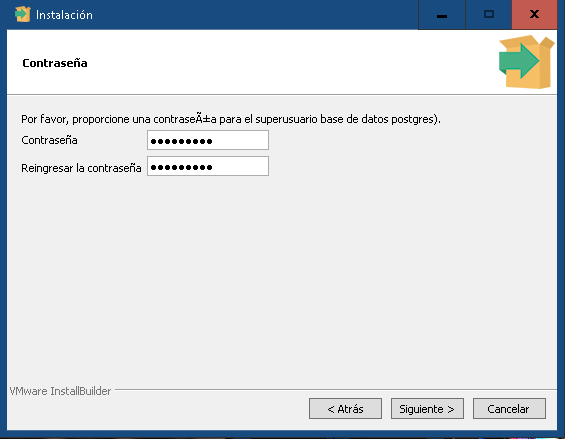 Instalación
Contraseña
Por favor, proporcione una contraseÃ±a para el superusuario base de datos postgres).
Contraseña
Reingresar la contraseña
VMware InstallBuilder
< Atrás
Siguiente >
Cancelar